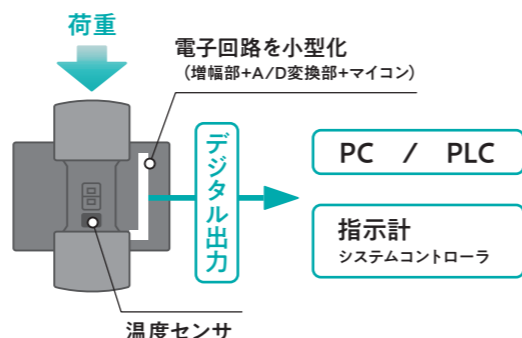 荷重
電子回路を小型化
（増幅部+A/D変換部+マイコン）
デジタル出力
PC / PLC
指示計
システムコントローラ
温度センサ